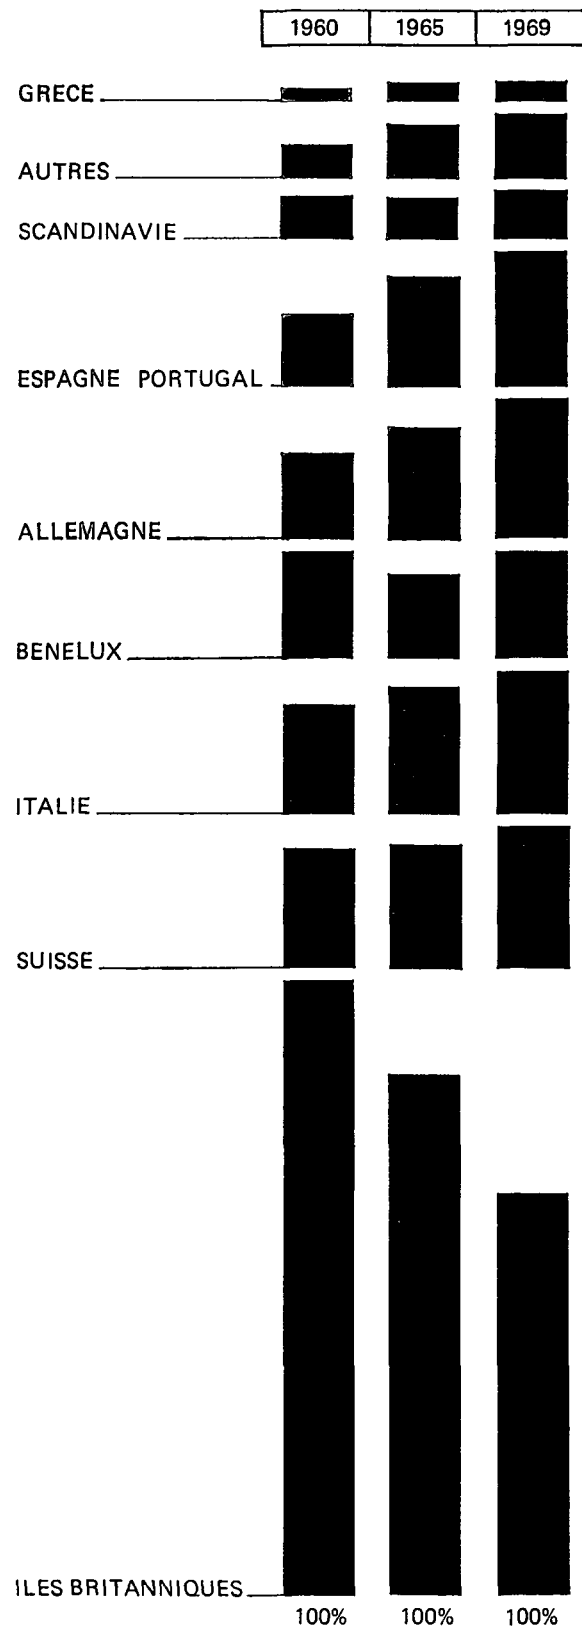 1960 1965 1969
GRECE
AUTRES
SCANDINAVIE
ESPAGNE PORTUGAL
ALLEMAGNE
BENELUX
ITALIE
SUISSE
ILES BRITANNIQUES
100% 100% 100%